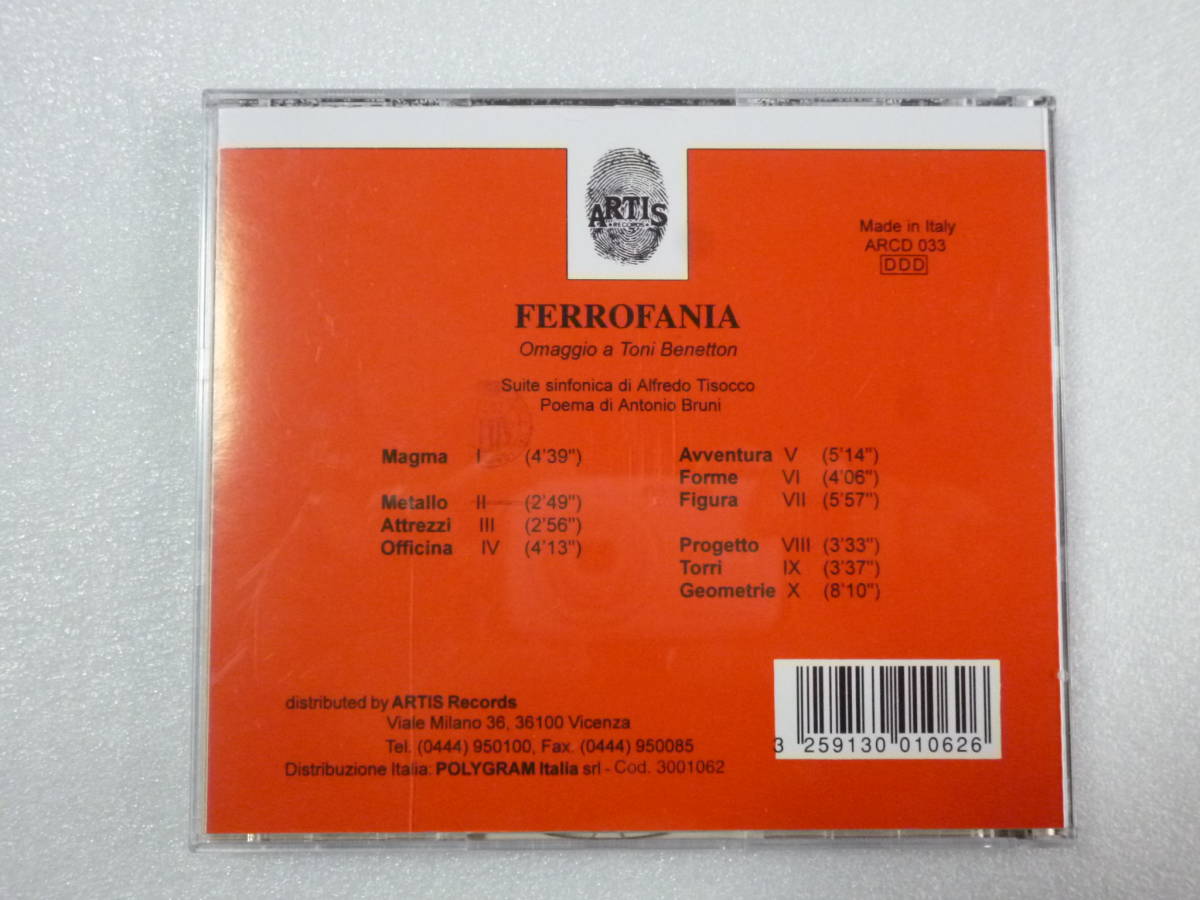 ARTIS
RECORDS
Made in Italy
ARCD 033
DDD
FERROFANIA
Omaggio a Toni Benetton
Suite sinfonica di Alfredo Tisocco
Poema di Antonio Bruni
Magma I (4'39")
Metallo II (2'49")
Attrezzi III (2'56")
Officina IV (4'13")
Avventura V (5'14")
Forme VI (4'06")
Figura VII (5'57")
Progetto VIII (3'33")
Torri IX (3'37")
Geometrie X (8'10")
distributed by ARTIS Records
Viale Milano 36, 36100 Vicenza
Tel. (0444) 950100, Fax. (0444) 950085
Distribuzione Italia: POLYGRAM Italia srl - Cod. 3001062
3 259130 010626